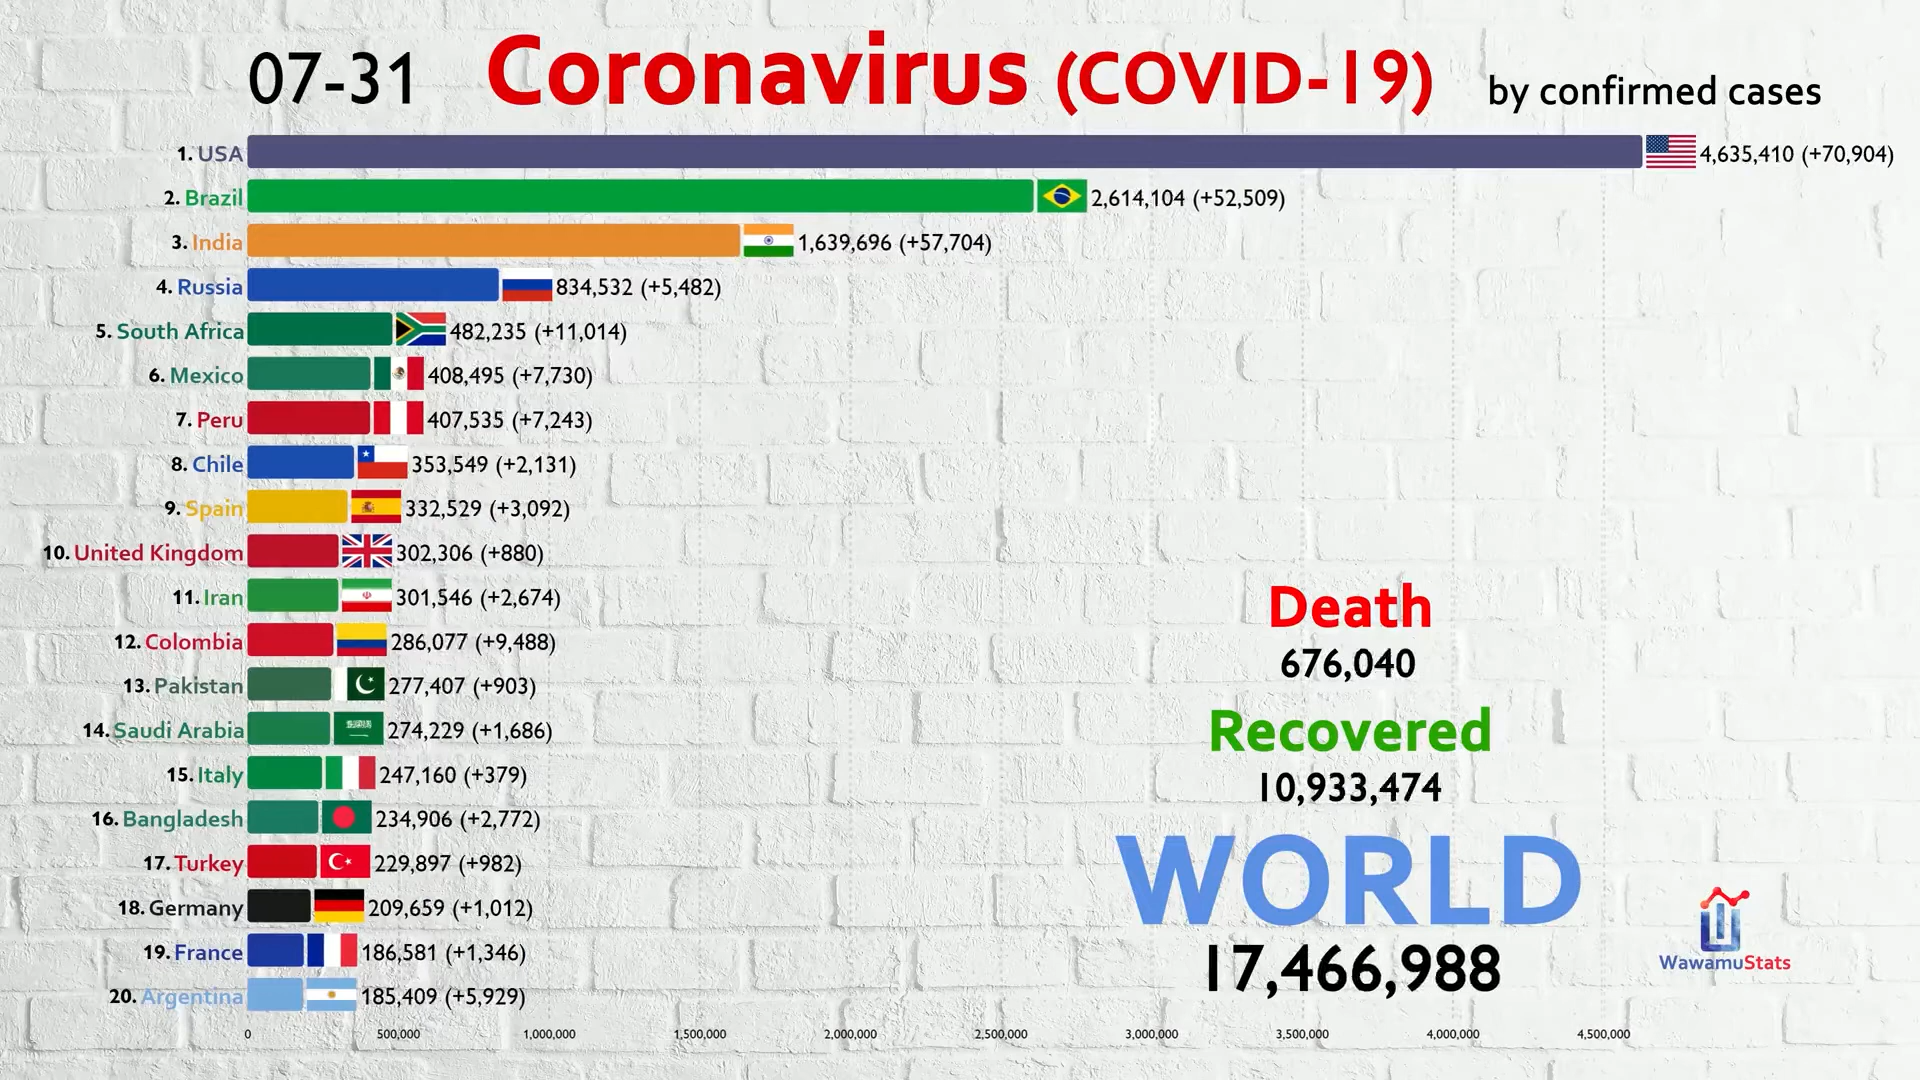 07-31 Coronavirus (COVID-19) by confirmed cases
1. USA 4,635,410 (+70,904)
2. Brazil 2,614,104 (+52,509)
3. India 1,639,696 (+57,704)
4. Russia 834,532 (+5,482)
5. South Africa 482,235 (+11,014)
6. Mexico 408,495 (+7,730)
7. Peru 407,535 (+7,243)
8. Chile 353,549 (+2,131)
9. Spain 332,529 (+3,092)
10. United Kingdom 302,306 (+880)
11. Iran 301,546 (+2,674)
12. Colombia 286,077 (+9,488)
13. Pakistan 277,407 (+903)
14. Saudi Arabia 274,229 (+1,686)
15. Italy 247,160 (+379)
16. Bangladesh 234,906 (+2,772)
17. Turkey 229,897 (+982)
18. Germany 209,659 (+1,012)
19. France 186,581 (+1,346)
20. Argentina 185,409 (+5,929)
0 500,000 1,000,000 1,500,000 2,000,000 2,500,000 3,000,000 3,500,000 4,000,000 4,500,000
Death
676,040
Recovered
10,933,474
WORLD
17,466,988
WawamuStats